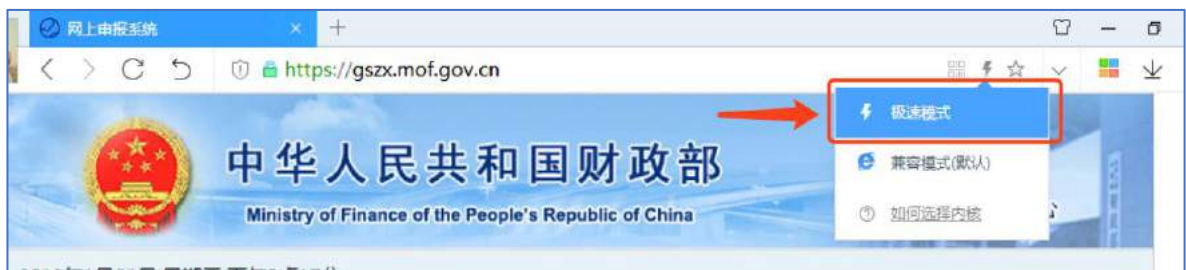 网上申报系统
https://gszx.mof.gov.cn
极速模式
中华人民共和国财政部
兼容模式(默认)
Ministry of Finance of the People's Republic of China
如何选择内核